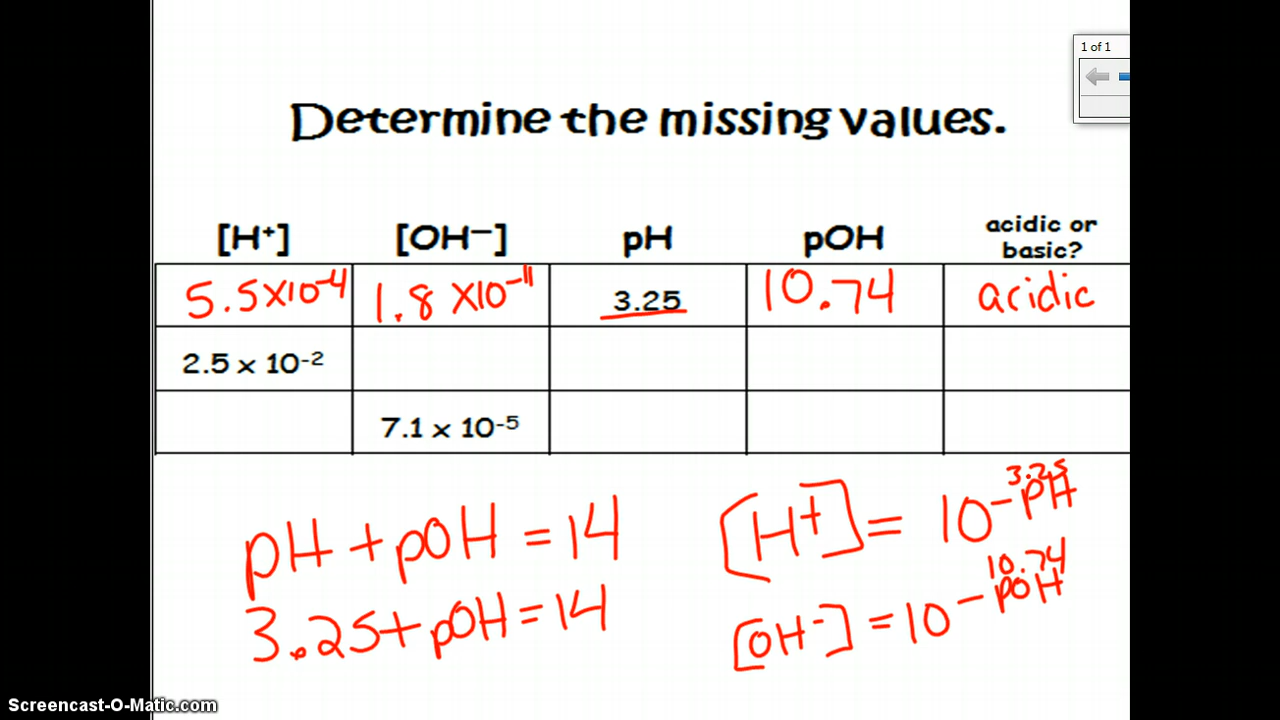 1 of 1
Determine the missing values.
[H⁺] [OH⁻] pH pOH acidic or basic?
5.5x10⁻⁴ 1.8x10⁻¹¹ 3.25 10.74 acidic
2.5 x 10⁻²
7.1 x 10⁻⁵
pH + pOH = 14 [H⁺] = 10⁻ᵖᴴ 3.25
3.25 + pOH = 14 [OH⁻] = 10⁻ᵖᴼᴴ 10.74
Screencast-O-Matic.com